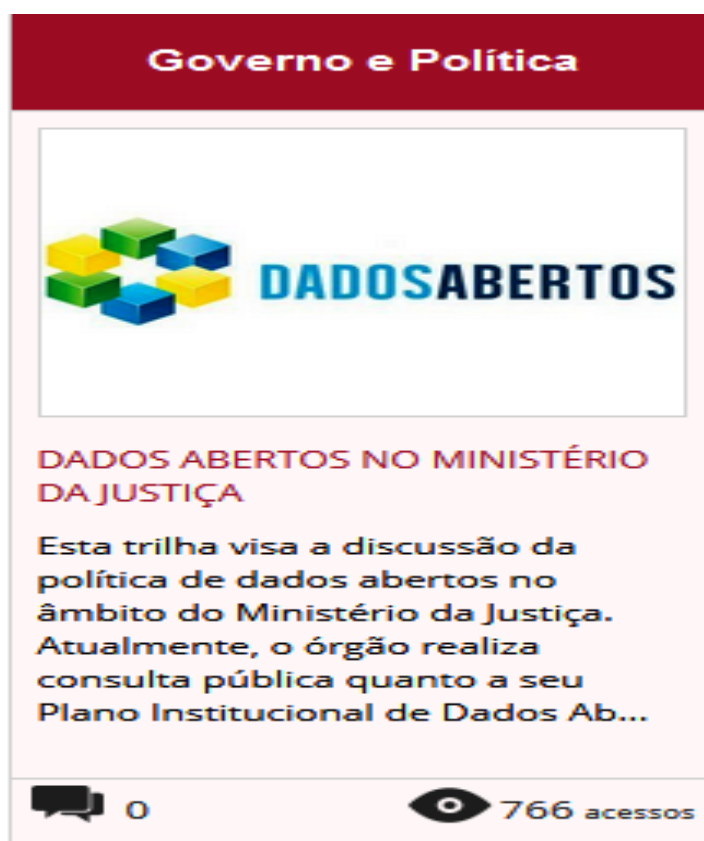 Governo e Política
DADOSABERTOS
DADOS ABERTOS NO MINISTÉRIO
DA JUSTIÇA
Esta trilha visa a discussão da
política de dados abertos no
âmbito do Ministério da Justiça.
Atualmente, o órgão realiza
consulta pública quanto a seu
Plano Institucional de Dados Ab...
0 766 acessos